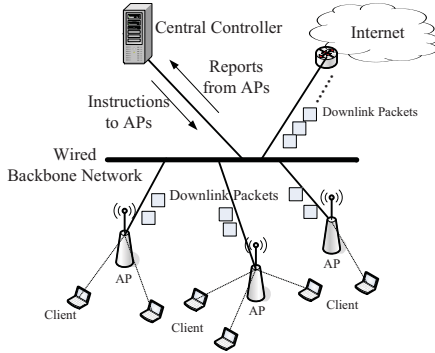 Central Controller
Internet
Reports
from APs
Instructions
to APs
Downlink Packets
Wired
Backbone Network
Downlink Packets
AP
AP
AP
Client
Client
Client